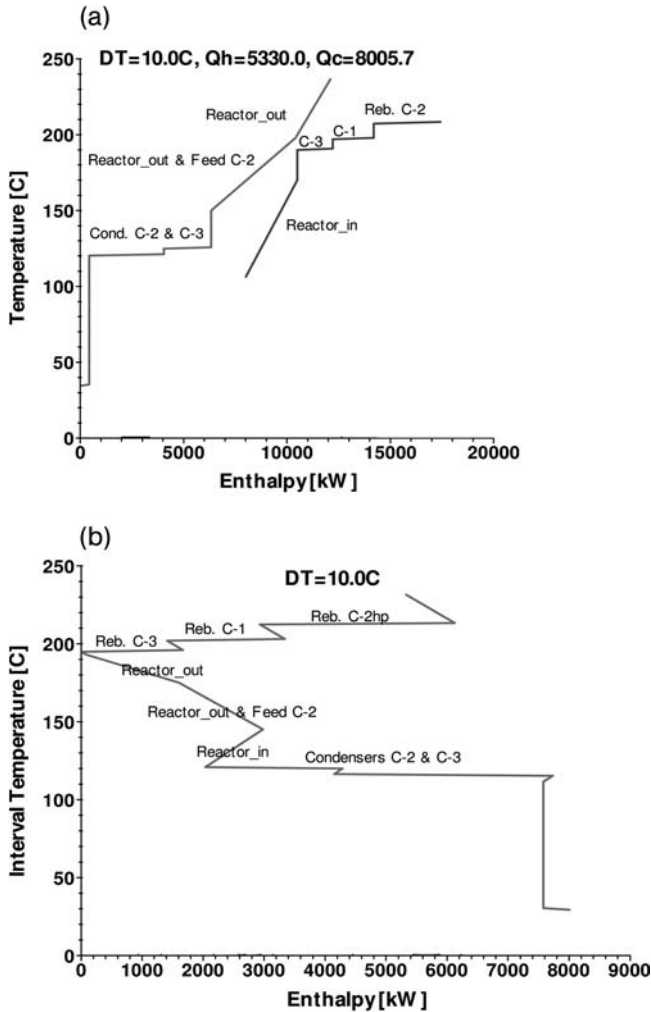 (a)
DT=10.0C, Qh=5330.0, Qc=8005.7
250
200
150
100
50
0
Temperature [C]
Reactor_out
Reb. C-2
C-1
C-3
Reactor_out & Feed C-2
Reactor_in
Cond. C-2 & C-3
0 5000 10000 15000 20000
Enthalpy [kW]
(b)
DT=10.0C
250
200
150
100
50
0
Interval Temperature [C]
Reb. C-2hp
Reb. C-1
Reb. C-3
Reactor_out
Reactor_out & Feed C-2
Reactor_in
Condensers C-2 & C-3
0 1000 2000 3000 4000 5000 6000 7000 8000 9000
Enthalpy [kW]